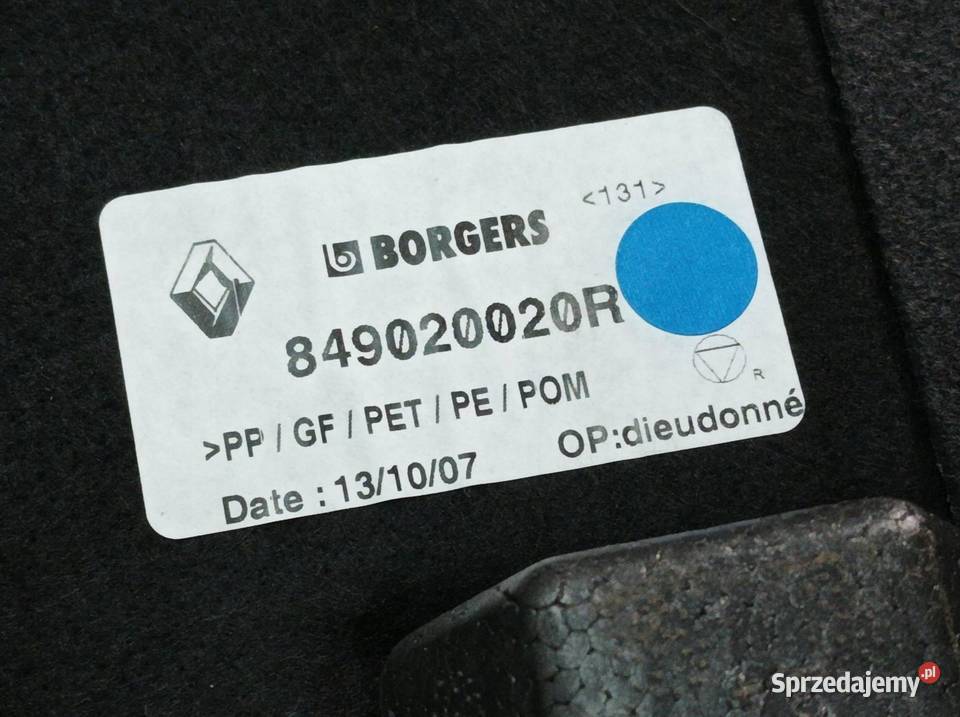 <131>
BORGERS
849020020R
R
>PP / GF / PET / PE / POM
OP:dieudonné
Date : 13/10/07
Sprzedajemy.pl